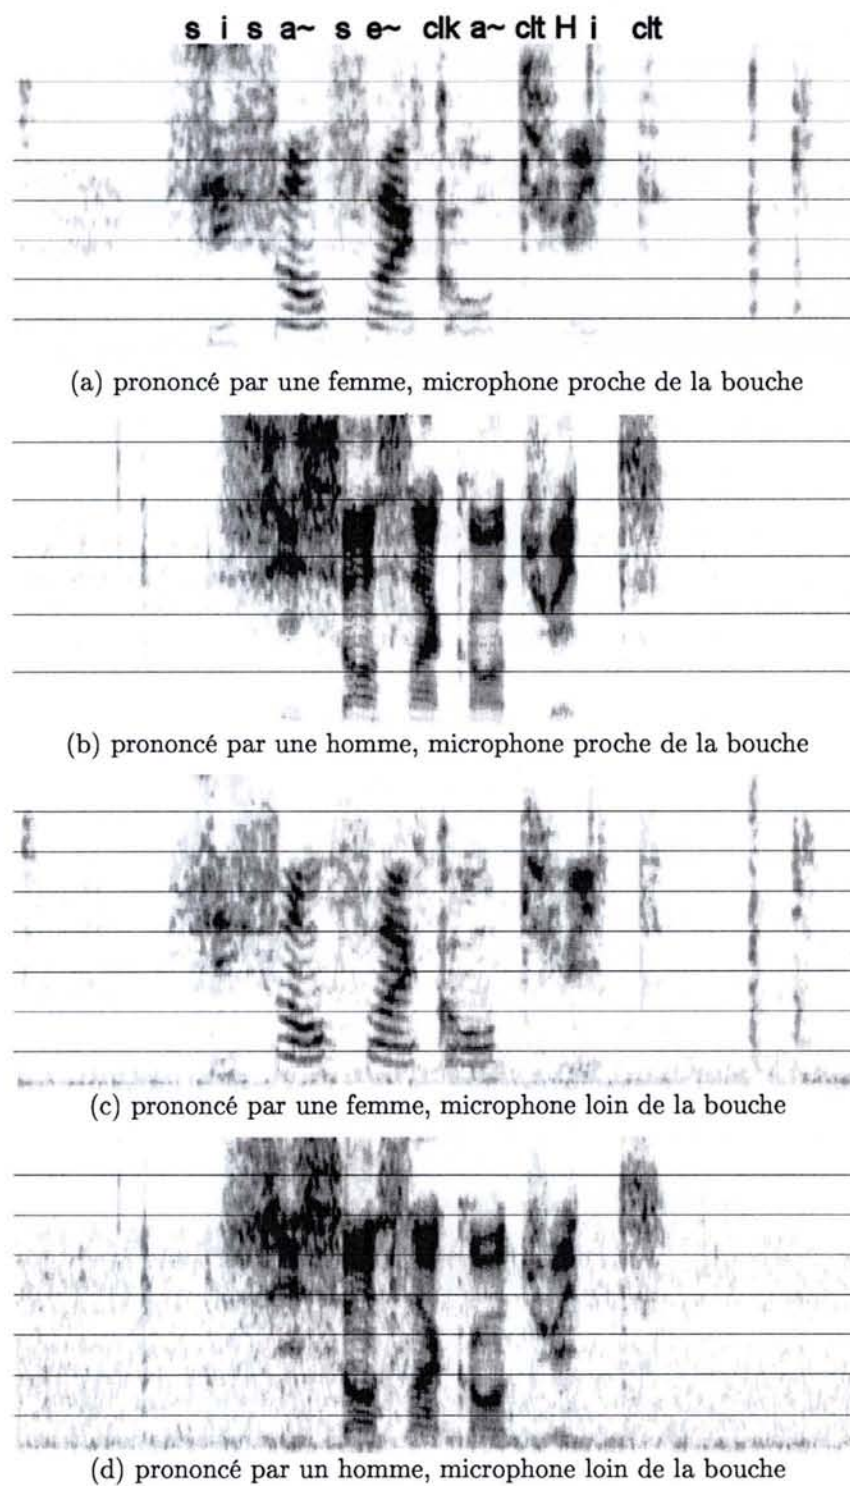 s i s a~ s e~ clk a~ clt H i clt
(a) prononcé par une femme, microphone proche de la bouche
(b) prononcé par une homme, microphone proche de la bouche
(c) prononcé par une femme, microphone loin de la bouche
(d) prononcé par un homme, microphone loin de la bouche